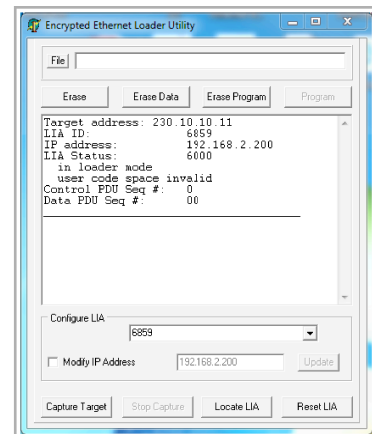 Encrypted Ethernet Loader Utility
File
Erase Erase Data Erase Program Program
Target address: 230.10.10.11
LIA ID: 6859
IP address: 192.168.2.200
LIA Status: 6000
in loader mode
user code space invalid
Control PDU Seq #: 0
Data PDU Seq #: 00
Configure LIA
6859
Modify IP Address 192.168.2.200 Update
Capture Target Stop Capture Locate LIA Reset LIA